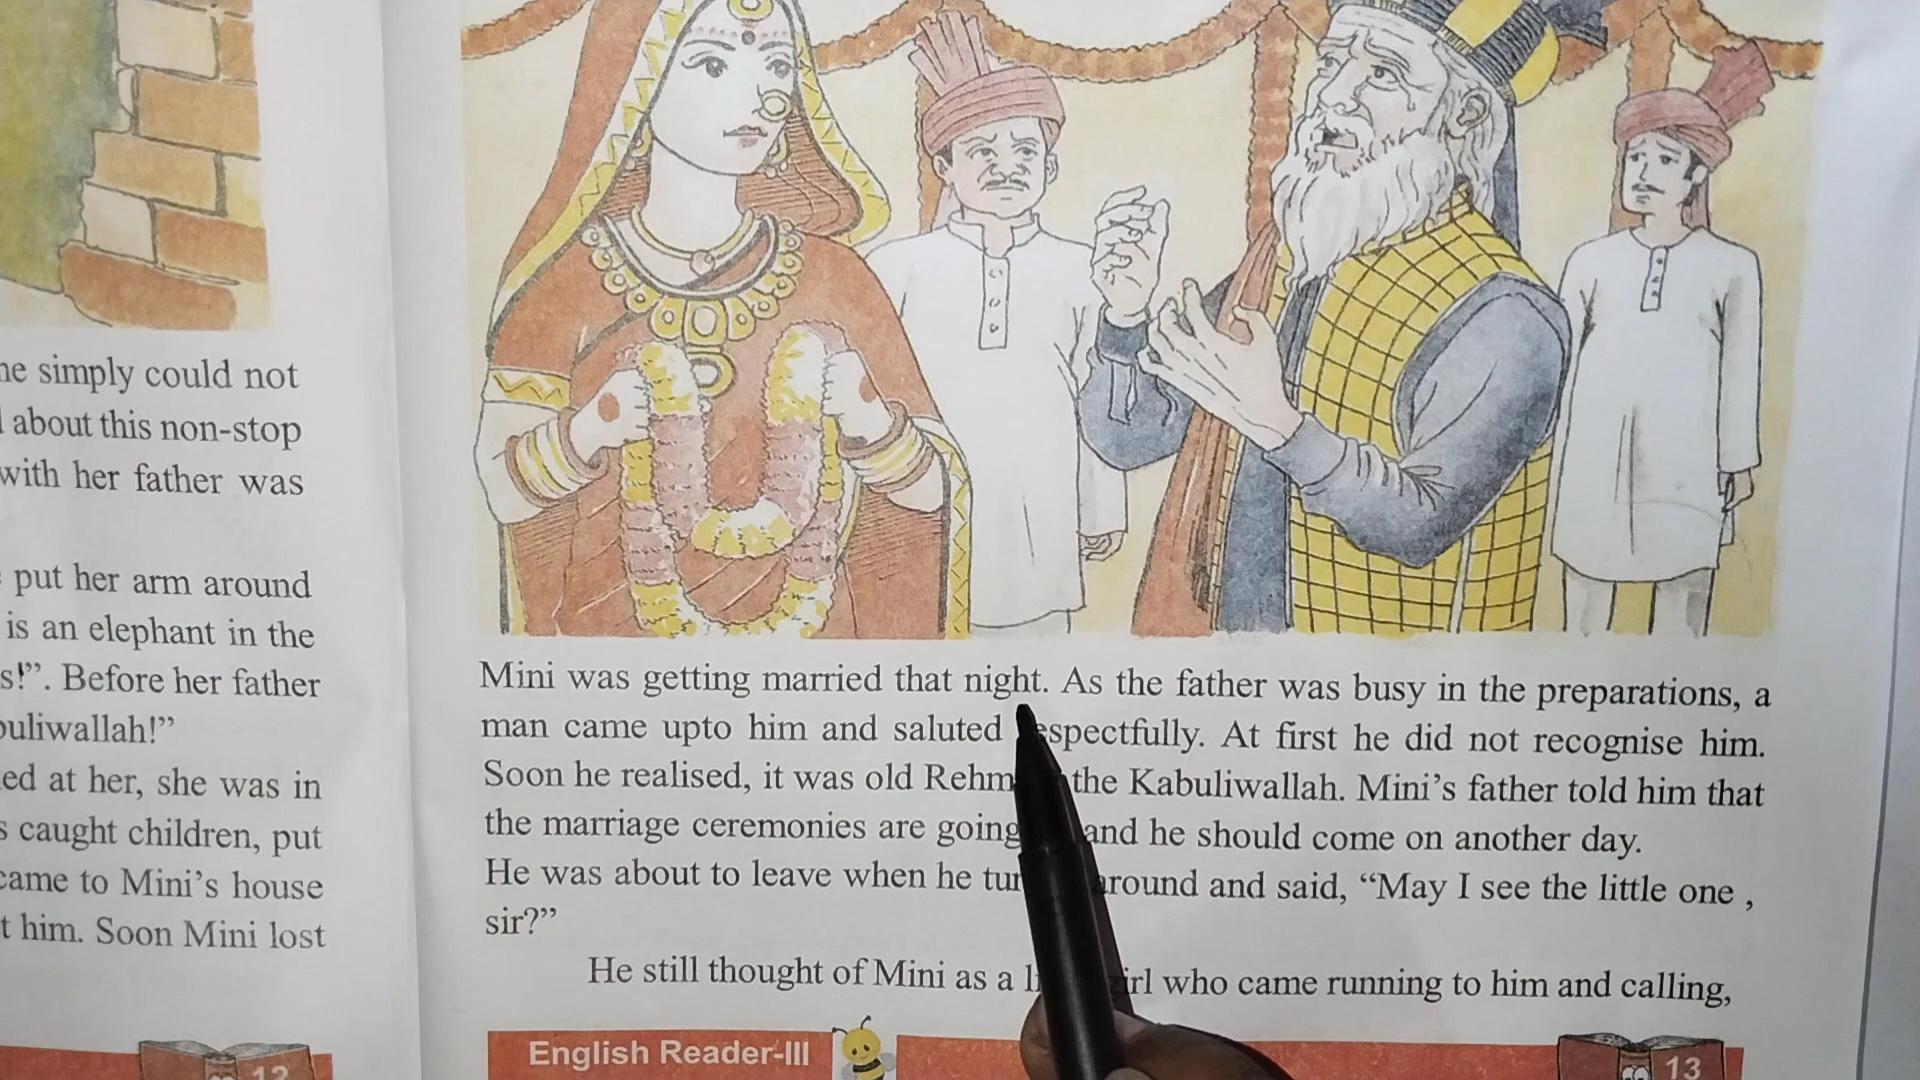 he simply could not
about this non-stop
with her father was
put her arm around
is an elephant in the
s!”. Before her father
buliwallah!”
ed at her, she was in
s caught children, put
came to Mini’s house
t him. Soon Mini lost
12
Mini was getting married that night. As the father was busy in the preparations, a
man came upto him and saluted espectfully. At first he did not recognise him.
Soon he realised, it was old Rehm the Kabuliwallah. Mini’s father told him that
the marriage ceremonies are going and he should come on another day.
He was about to leave when he tur around and said, “May I see the little one ,
sir?”
He still thought of Mini as a li irl who came running to him and calling,
English Reader-III
13